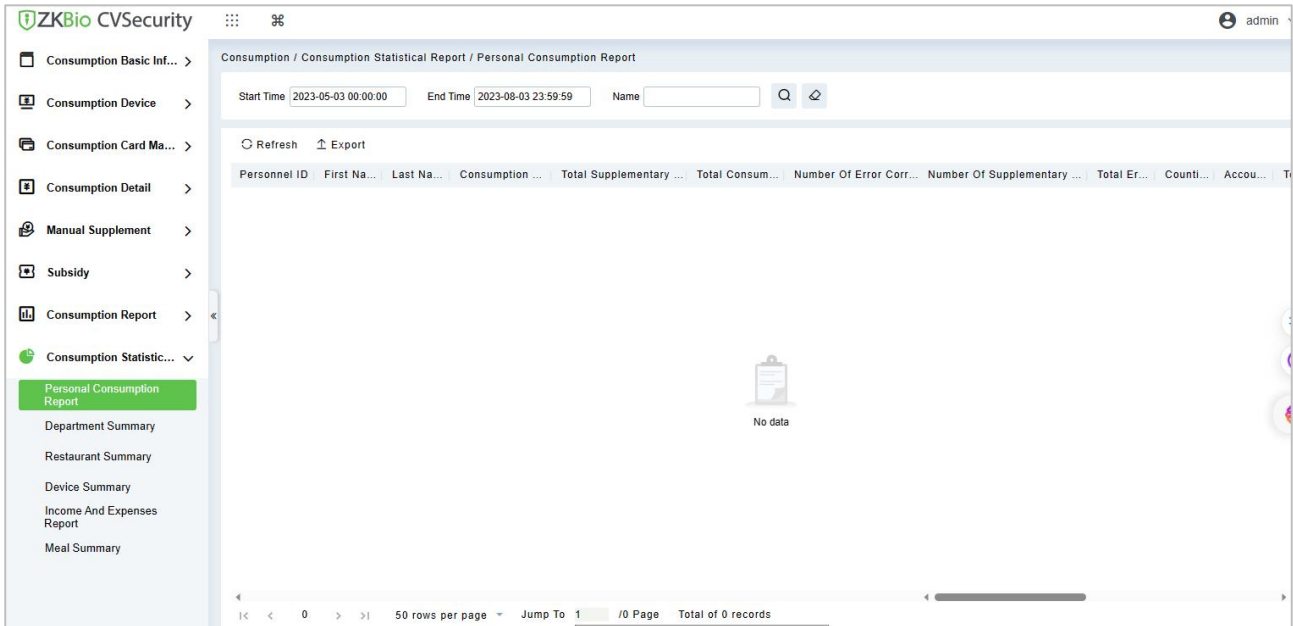 ZKBio CVSecurity
admin
Consumption Basic Inf...
Consumption Device
Consumption Card Ma...
Consumption Detail
Manual Supplement
Subsidy
Consumption Report
Consumption Statistic...
Personal Consumption
Report
Department Summary
Restaurant Summary
Device Summary
Income And Expenses
Report
Meal Summary
Consumption / Consumption Statistical Report / Personal Consumption Report
Start Time 2023-05-03 00:00:00 End Time 2023-08-03 23:59:59 Name
Refresh Export
Personnel ID First Na... Last Na... Consumption ... Total Supplementary ... Total Consum... Number Of Error Corr... Number Of Supplementary ... Total Er... Counti... Accou...
No data
0 50 rows per page Jump To 1 /0 Page Total of 0 records